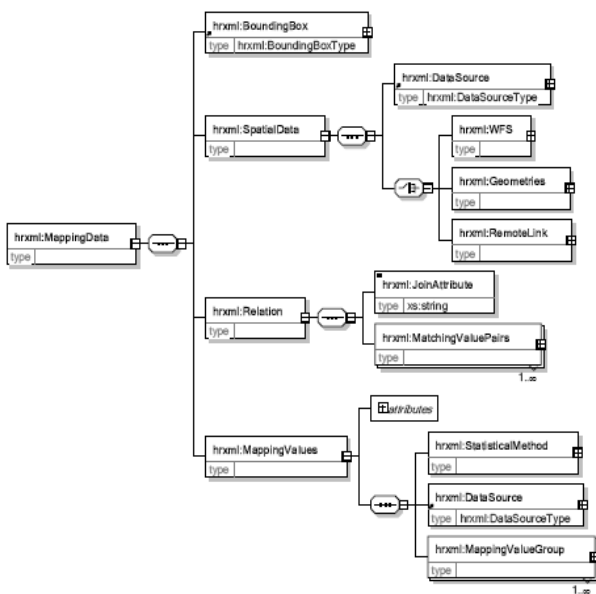 hrxml:BoundingBox
type hrxml:BoundingBoxType
hrxml:DataSource
type hrxml:DataSourceType
hrxml:SpatialData
type
hrxml:WFS
type
hrxml:Geometries
type
hrxml:RemoteLink
type
hrxml:MappingData
type
hrxml:JoinAttribute
type xs:string
hrxml:Relation
type
hrxml:MatchingValuePairs
type
1..∞
attributes
hrxml:MappingValues
type
hrxml:StatisticalMethod
type
hrxml:DataSource
type hrxml:DataSourceType
hrxml:MappingValueGroup
type
1..∞